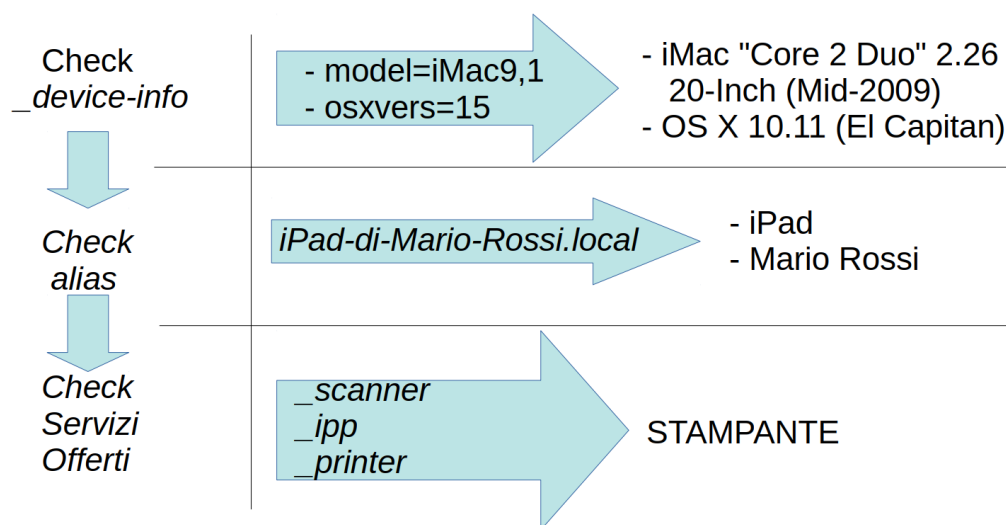 Check
_device-info
- model=iMac9,1
- osxvers=15
- iMac "Core 2 Duo" 2.26
20-Inch (Mid-2009)
- OS X 10.11 (El Capitan)
Check
alias
iPad-di-Mario-Rossi.local
- iPad
- Mario Rossi
Check
Servizi
Offerti
_scanner
_ipp
_printer
STAMPANTE